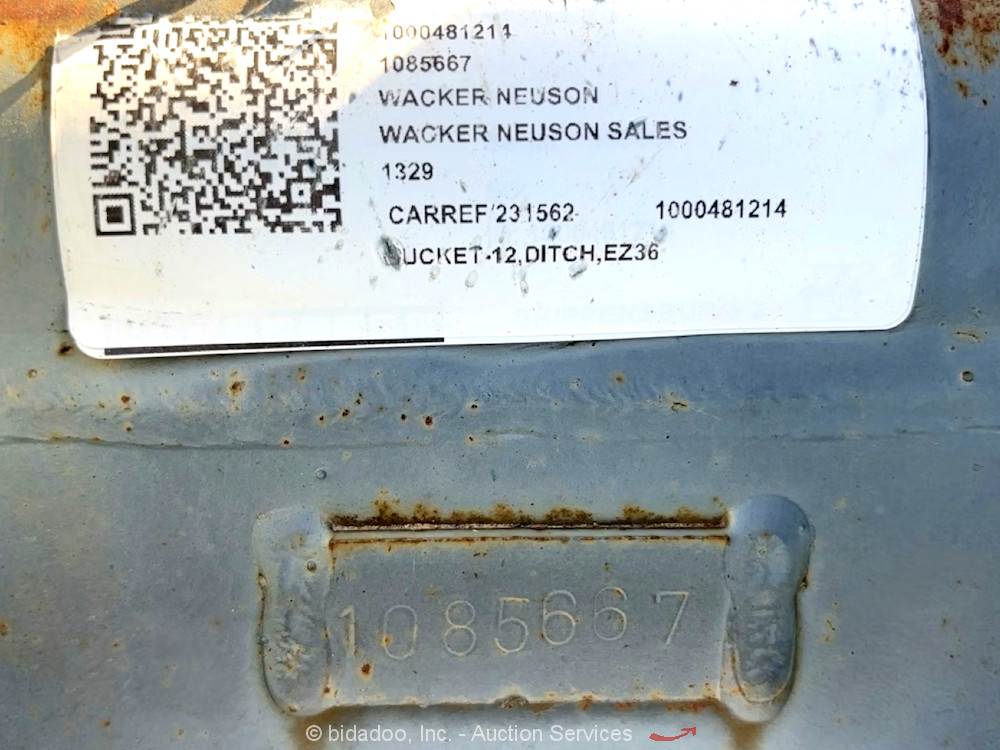 1000481214
1085667
WACKER NEUSON
WACKER NEUSON SALES
1329
CARREF 231562 1000481214
BUCKET-12,DITCH,EZ36
1085667
© bidadoo, Inc. - Auction Services